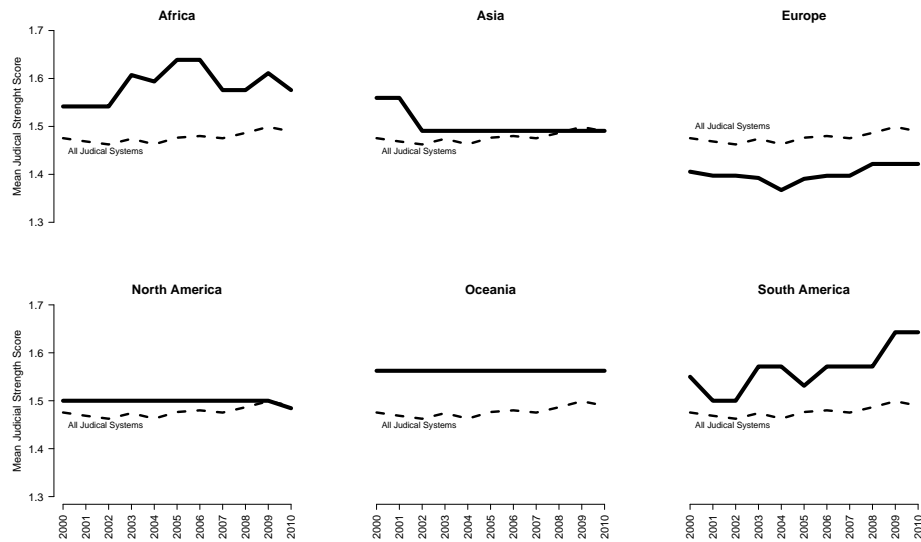 Africa
Asia
Europe
Mean Judicial Strenght Score
1.7
1.6
1.5
1.4
1.3
All Judical Systems
All Judical Systems
All Judical Systems
North America
Oceania
South America
Mean Judicial Strength Score
1.7
1.6
1.5
1.4
1.3
All Judical Systems
All Judical Systems
All Judical Systems
2000 2001 2002 2003 2004 2005 2006 2007 2008 2009 2010
2000 2001 2002 2003 2004 2005 2006 2007 2008 2009 2010
2000 2001 2002 2003 2004 2005 2006 2007 2008 2009 2010